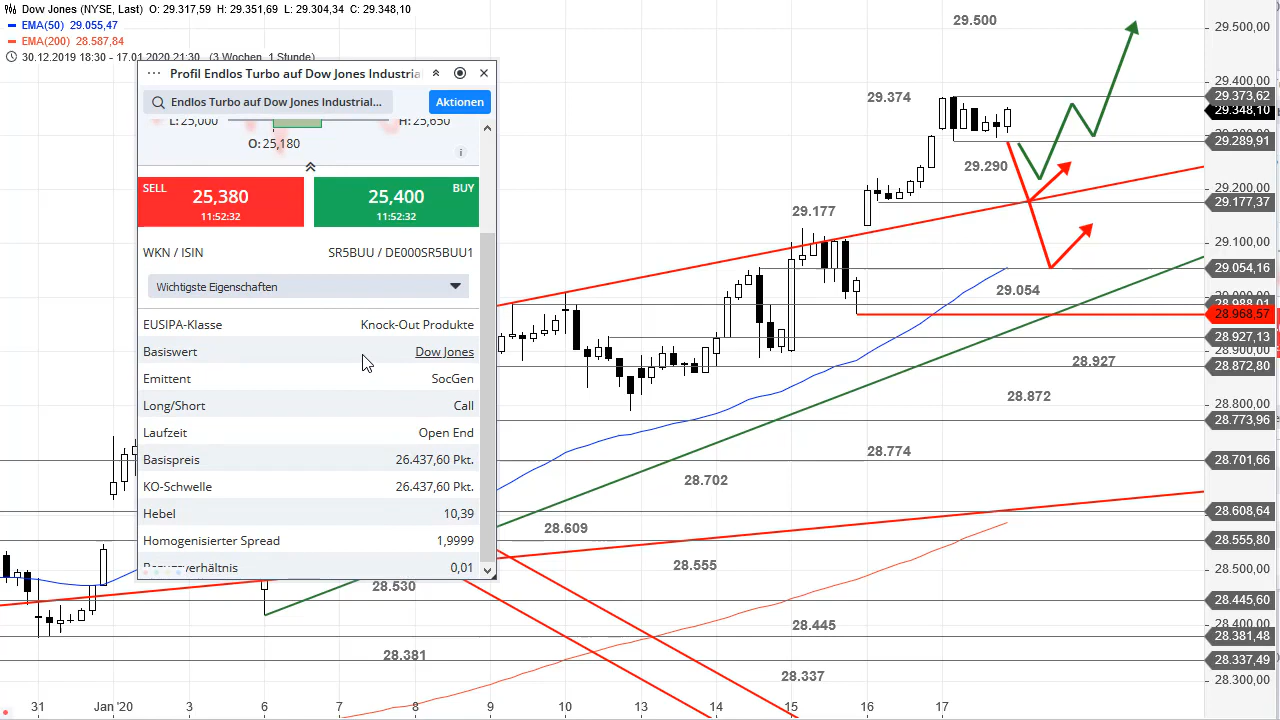 Dow Jones (NYSE, Last) O: 29.317,59 H: 29.351,69 L: 29.304,34 C: 29.348,10
EMA(50) 29.055,47
EMA(200) 28.587,84
30.12.2019 18:30 - 17.01.2020 21:30 (3 Wochen, 1 Stunde)
Profil Endlos Turbo auf Dow Jones Industria
Endlos Turbo auf Dow Jones Industrial...
Aktionen
L: 25,000
H: 25,650
O: 25,180
SELL
25,380
11:52:32
BUY
25,400
11:52:32
WKN / ISIN
SR5BUU / DE000SR5BUU1
Wichtigste Eigenschaften
EUIPA-Klasse
Knock-Out Produkte
Basiswert
Dow Jones
Emittent
SocGen
Long/Short
Call
Laufzeit
Open End
Basispreis
26.437,60 Pkt.
KO-Schwelle
26.437,60 Pkt.
Hebel
10,39
Homogenisierter Spread
1,9999
Bezugsverhältnis
0,01
29.500
29.374
29.290
29.177
29.054
28.927
28.872
28.774
28.702
28.609
28.555
28.530
28.445
28.381
28.337
29.500,00
29.400,00
29.373,62
29.348,10
29.289,91
29.200,00
29.177,37
29.100,00
29.054,16
28.988,01
28.968,57
28.927,13
28.900,00
28.872,80
28.800,00
28.773,96
28.701,66
28.608,64
28.555,80
28.500,00
28.445,60
28.400,00
28.381,48
28.337,49
28.300,00
31
Jan '20
3
6
7
8
9
10
13
14
15
16
17